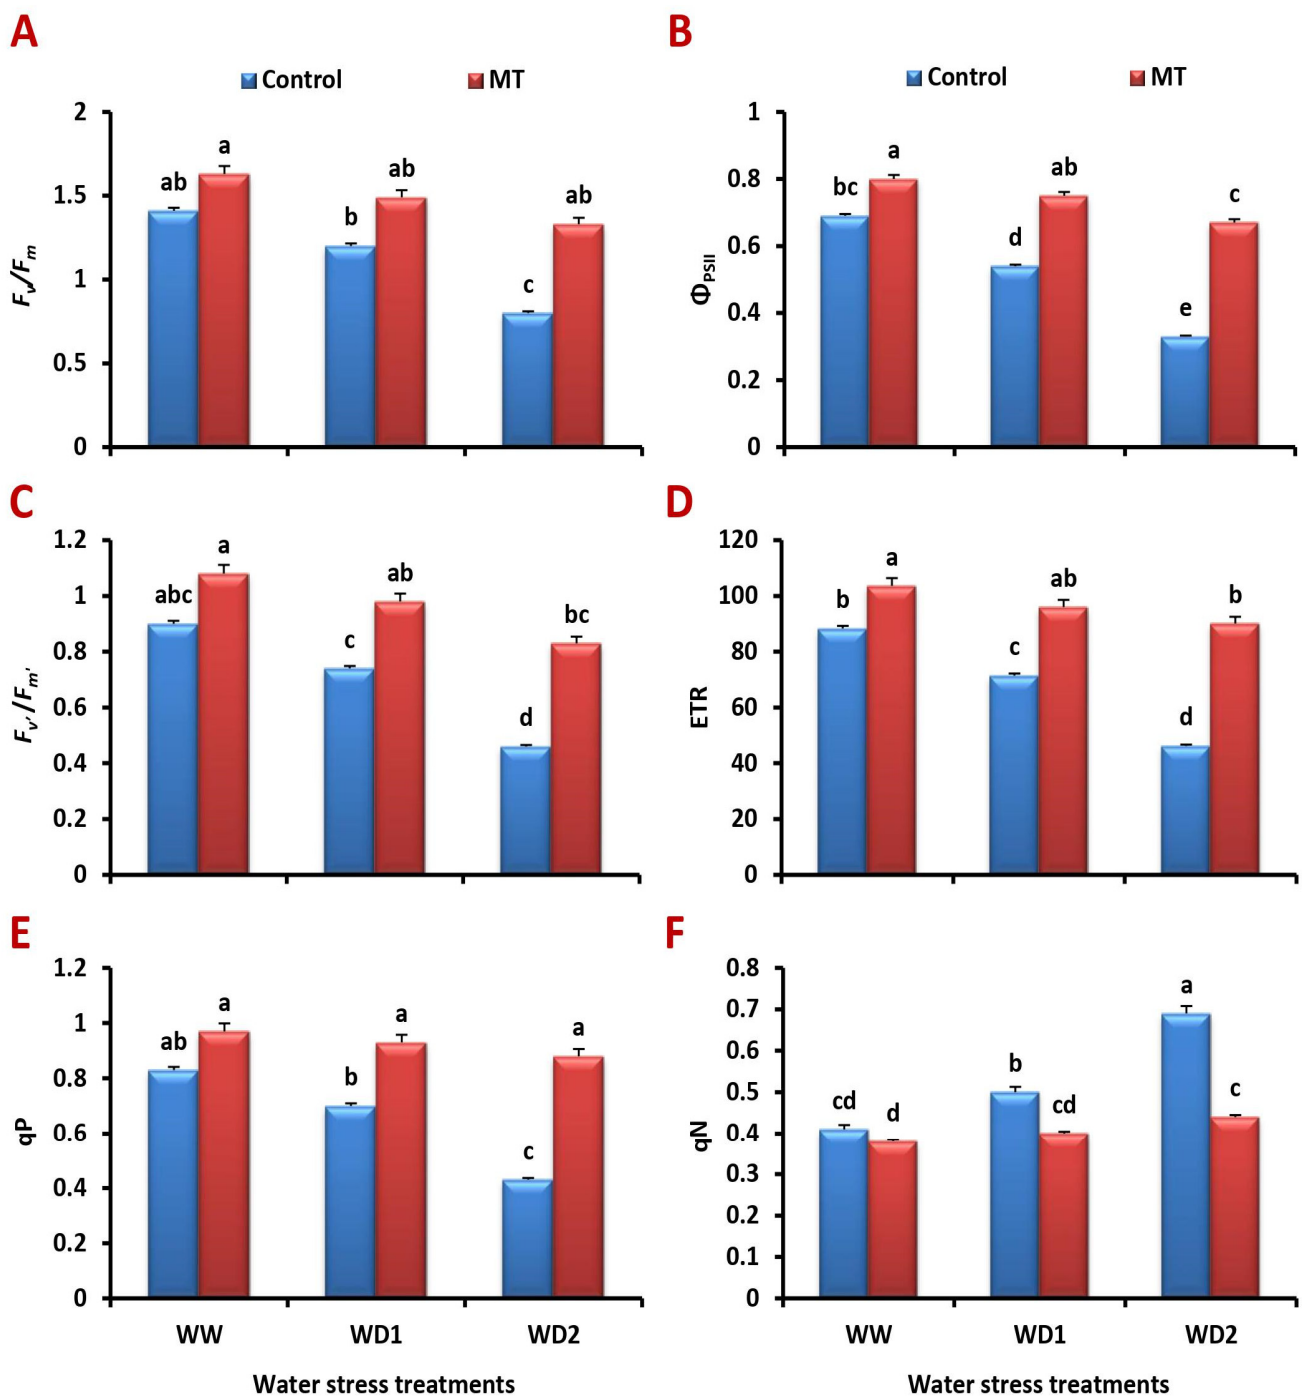 A
Control MT
2
1.5
1
0.5
0
Fv/Fm
ab a
b ab
c ab
B
Control MT
1
0.8
0.6
0.4
0.2
0
ΦPSII
bc a
d ab
e c
C
1.2
1
0.8
0.6
0.4
0.2
0
Fv'/Fm'
abc a
c ab
d bc
D
120
100
80
60
40
20
0
ETR
b a
c ab
d b
E
1.2
1
0.8
0.6
0.4
0.2
0
qP
ab a
b a
c a
WW WD1 WD2
Water stress treatments
F
0.8
0.7
0.6
0.5
0.4
0.3
0.2
0.1
0
qN
cd d
b cd
a c
WW WD1 WD2
Water stress treatments